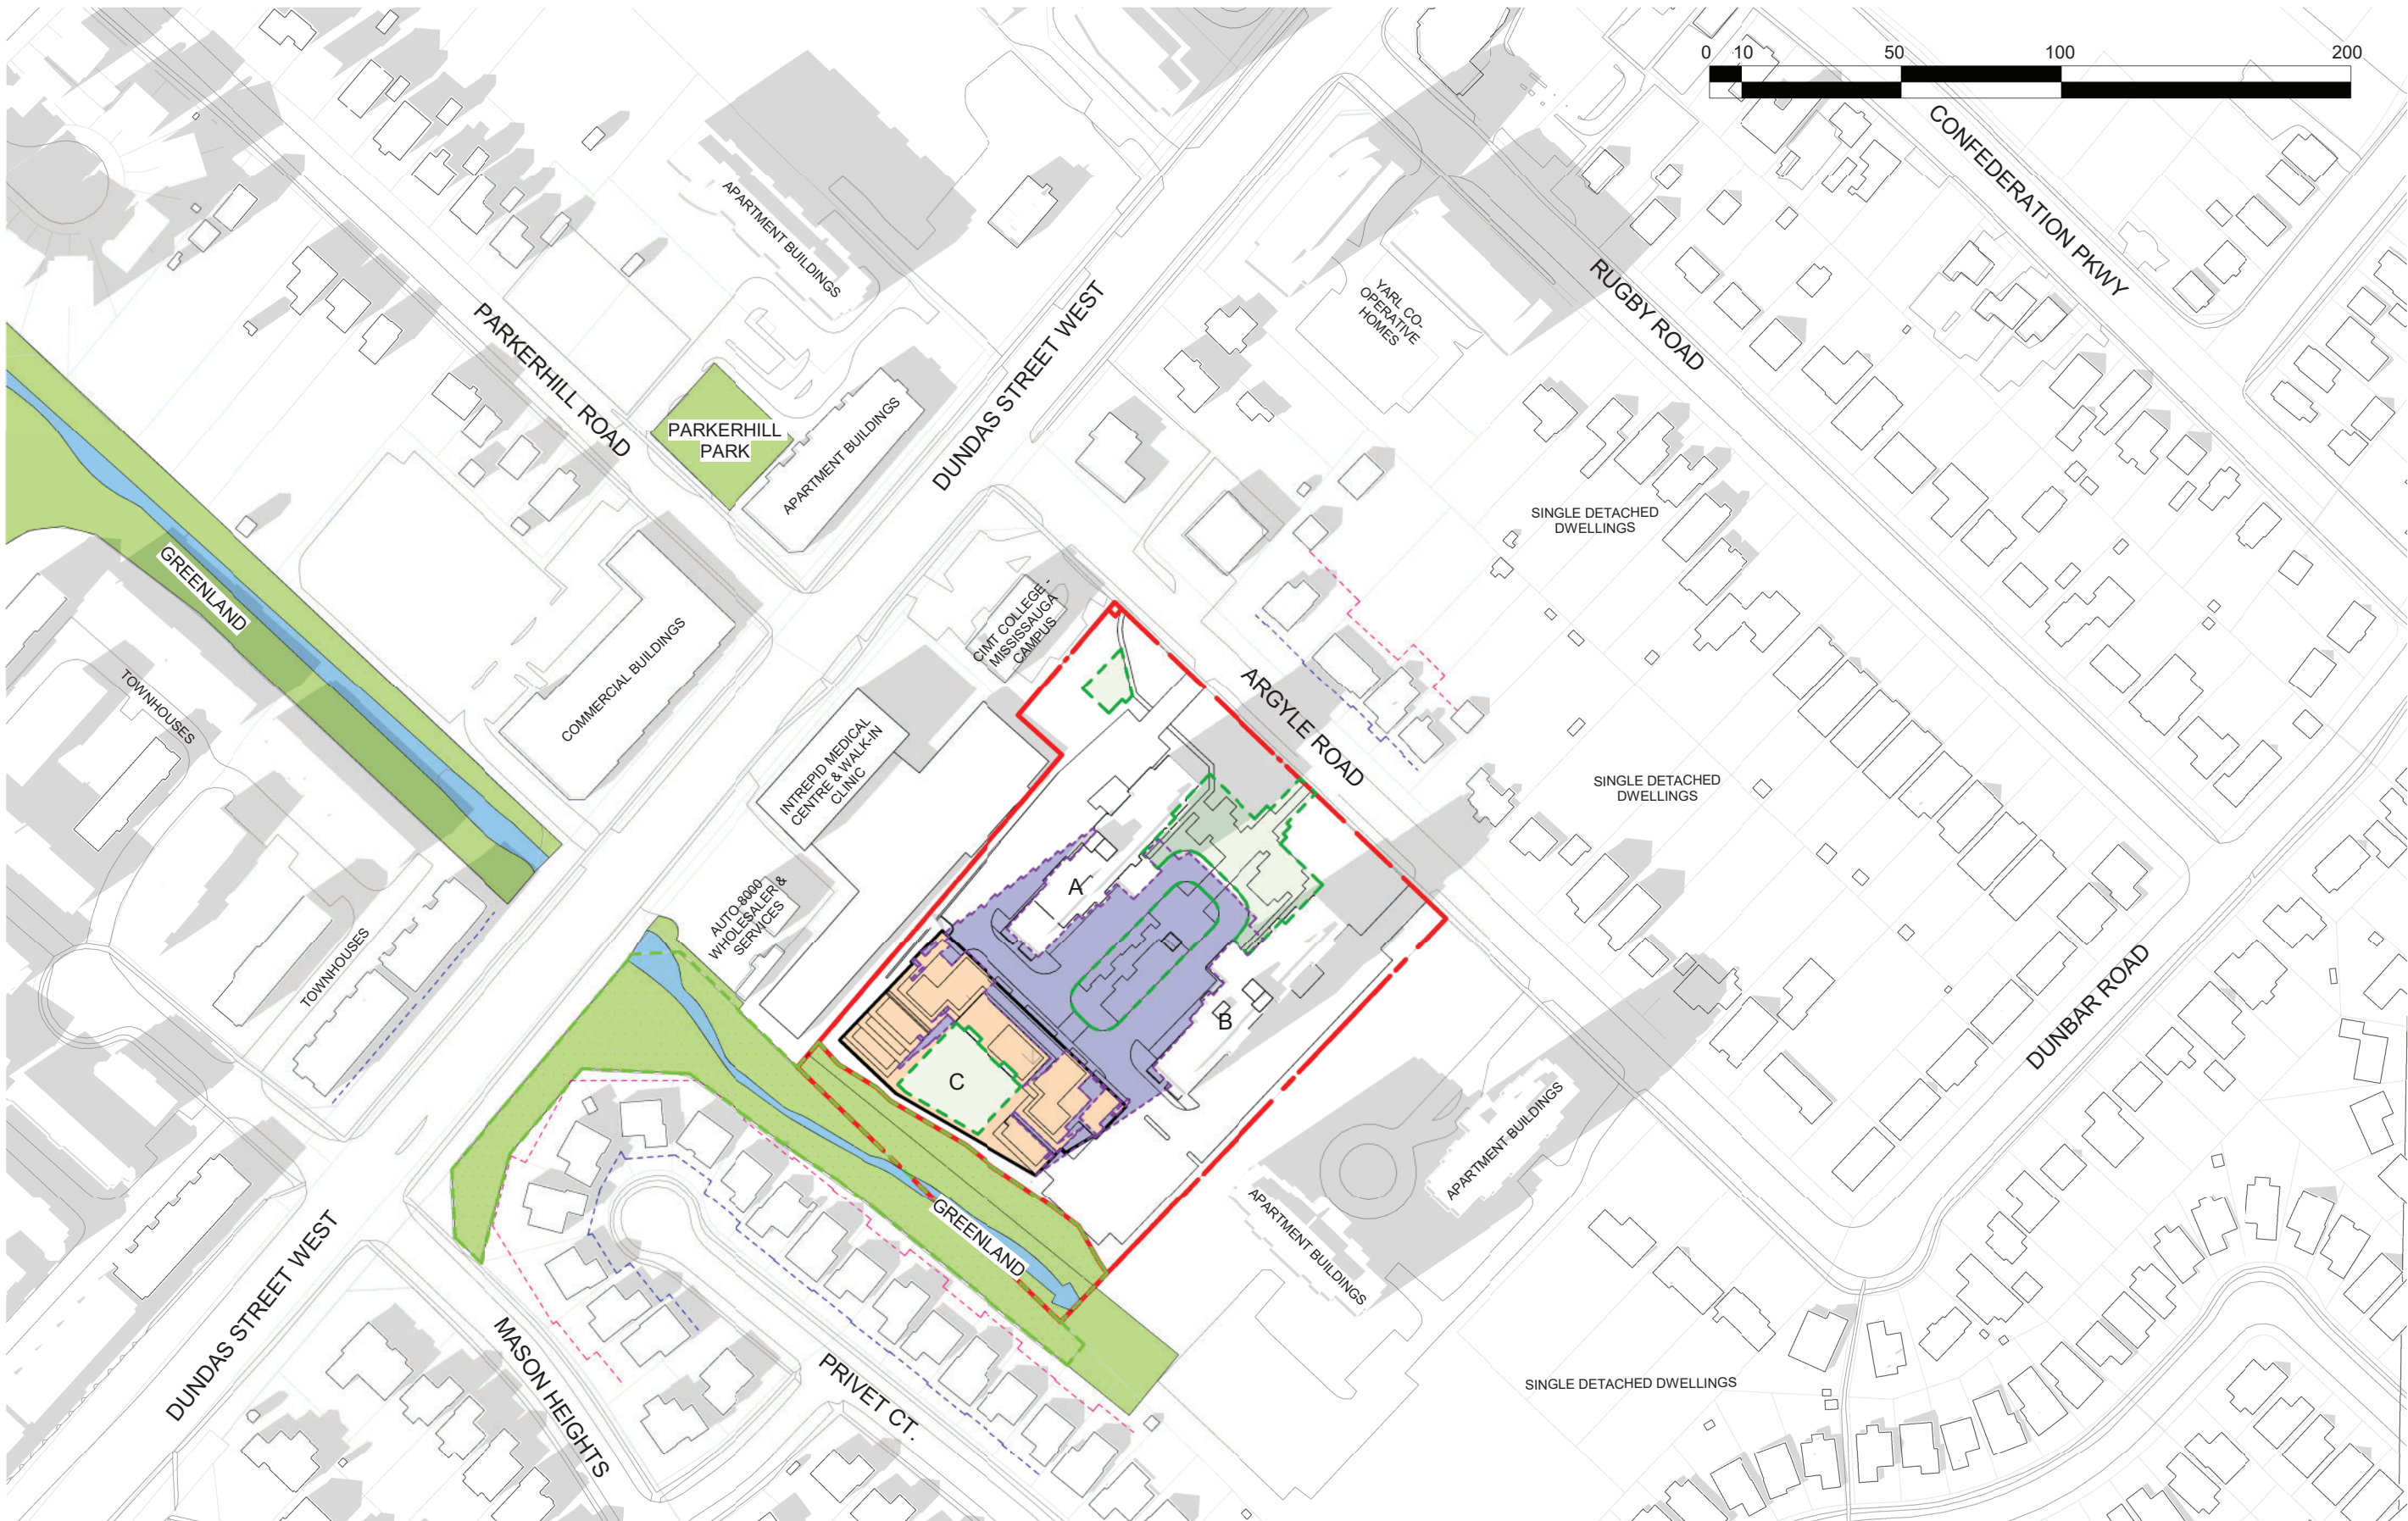 0 10 50 100 200
CONFEDERATION PKWY
APARTMENT BUILDINGS
PARKERHILL ROAD
DUNDAS STREET WEST
YARL CO-
OPERATIVE
HOMES
RUGBY ROAD
PARKERHILL
PARK
APARTMENT BUILDINGS
SINGLE DETACHED
DWELLINGS
GREENLAND
CIMT COLLEGE -
MISSISSAUGA
CAMPUS
COMMERCIAL BUILDINGS
TOWNHOUSES
ARGYLE ROAD
INTREPID MEDICAL
CENTRE & WALK-IN
CLINIC
SINGLE DETACHED
DWELLINGS
A
AUTO-8000
WHOLESALER &
SERVICES
TOWNHOUSES
B
DUNBAR ROAD
C
APARTMENT BUILDINGS
APARTMENT BUILDINGS
GREENLAND
DUNDAS STREET WEST
MASON HEIGHTS
PRIVET CT.
SINGLE DETACHED DWELLINGS